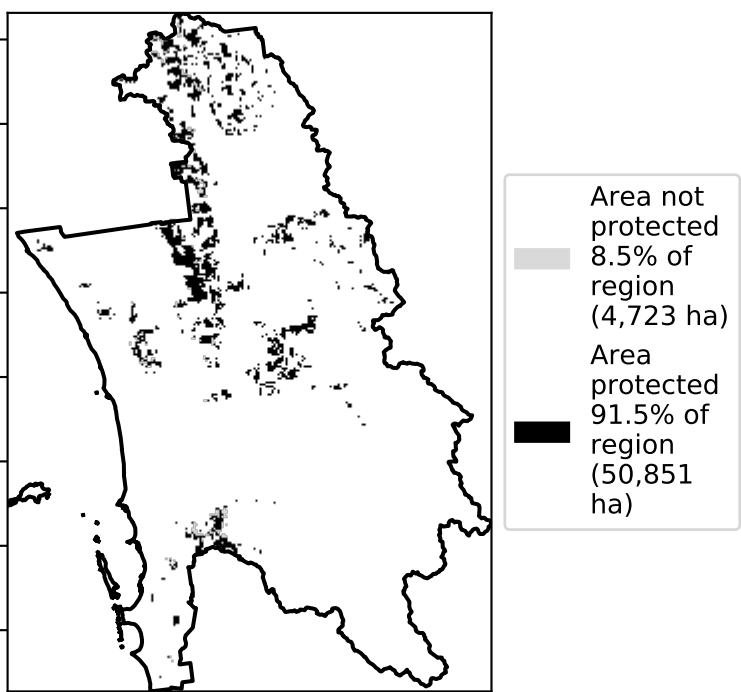 Area not
protected
8.5% of
region
(4,723 ha)
Area
protected
91.5% of
region
(50,851
ha)